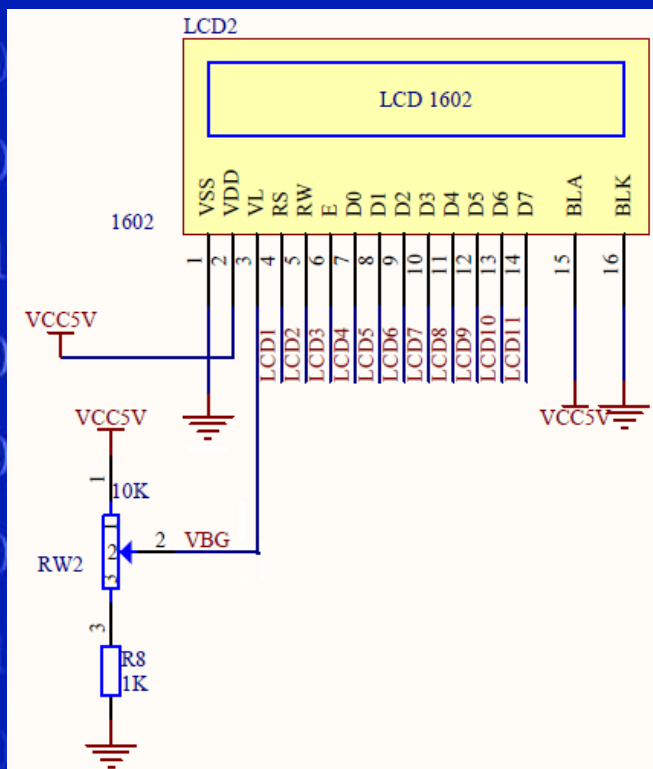 LCD2
LCD 1602
VSS VDD VL RS RW E D0 D1 D2 D3 D4 D5 D6 D7 BLA BLK
1602
1 2 3 4 5 6 7 8 9 10 11 12 13 14 15 16
VCC5V
LCD1 LCD2 LCD3 LCD4 LCD5 LCD6 LCD7 LCD8 LCD9 LCD10 LCD11
VCC5V
VCC5V
1
10K
1
2
3
2 VBG
RW2
3
R8
1K